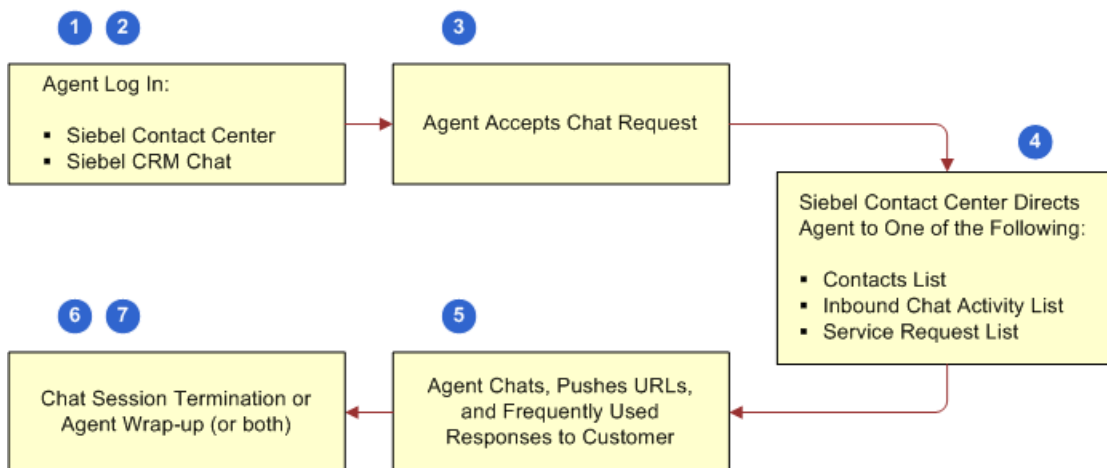 1 2
Agent Log In:
▪ Siebel Contact Center
▪ Siebel CRM Chat
3
Agent Accepts Chat Request
4
Siebel Contact Center Directs
Agent to One of the Following:
▪ Contacts List
▪ Inbound Chat Activity List
▪ Service Request List
5
Agent Chats, Pushes URLs,
and Frequently Used
Responses to Customer
6 7
Chat Session Termination or
Agent Wrap-up (or both)